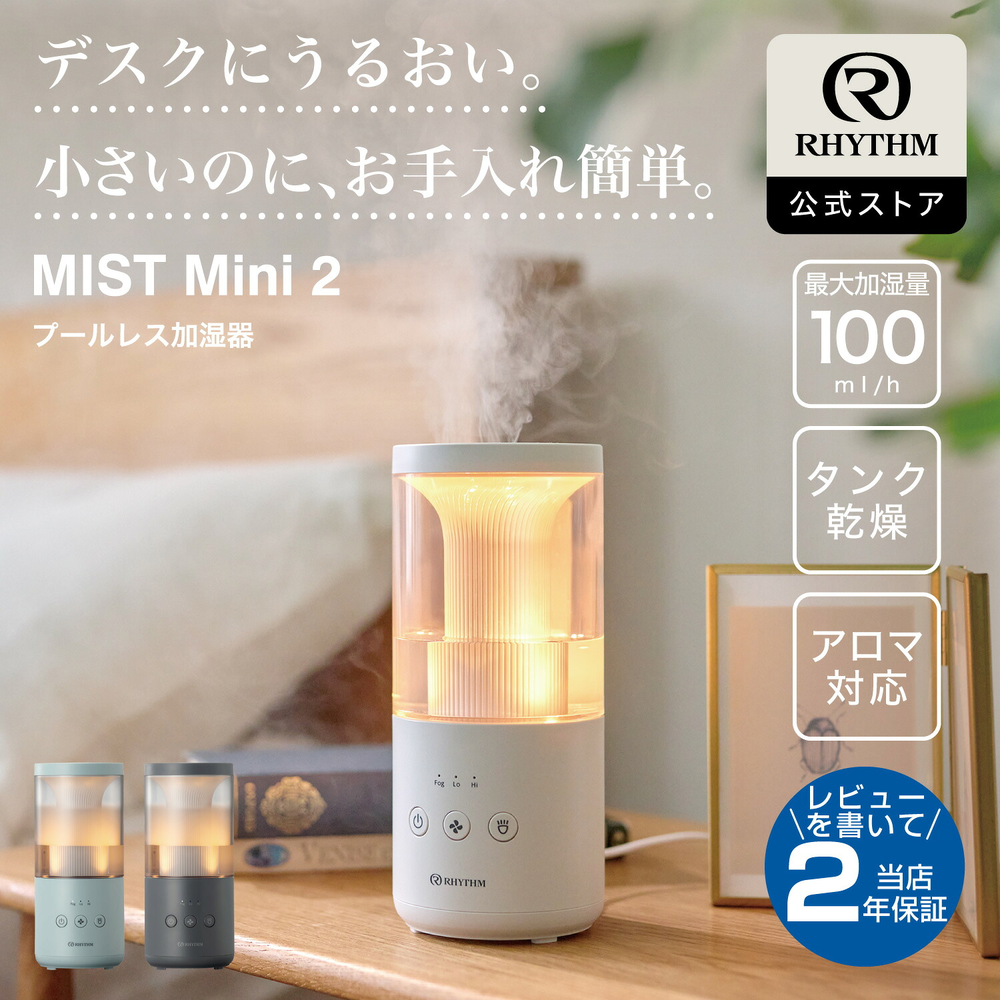 デスクにうるおい。
小さいのに、お手入れ簡単。
MIST Mini 2
プールレス加湿器
RHYTHM
公式ストア
最大加湿量
100
ml/h
タンク
乾燥
アロマ
対応
Fog Lo Hi
RHYTHM
RHYTHM
RHYTHM
レビュー
を書いて
2 当店
年保証